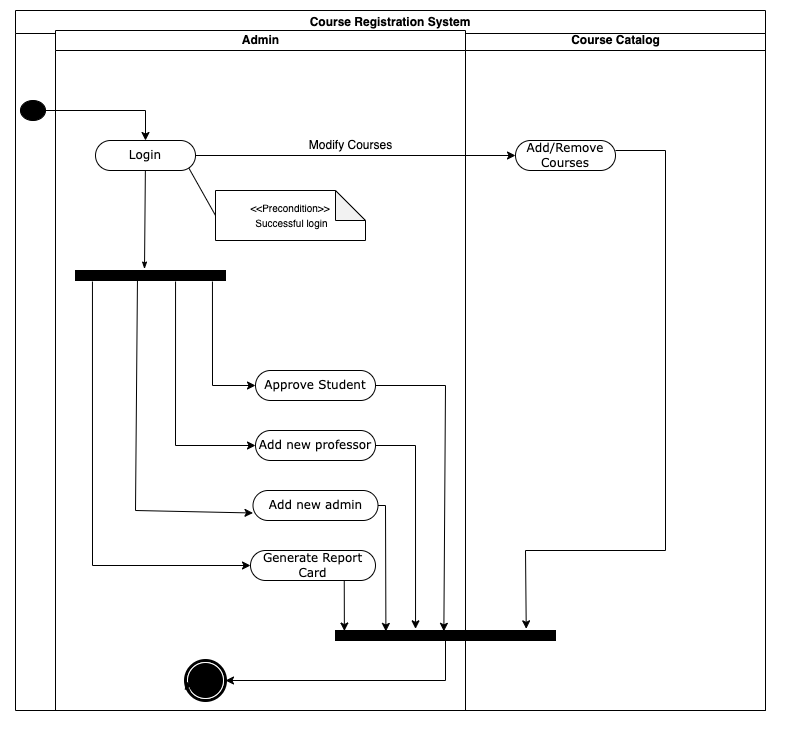 Course Registration System
Admin
Course Catalog
Login
Modify Courses
Add/Remove
Courses
<<Precondition>>
Successful login
Approve Student
Add new professor
Add new admin
Generate Report
Card